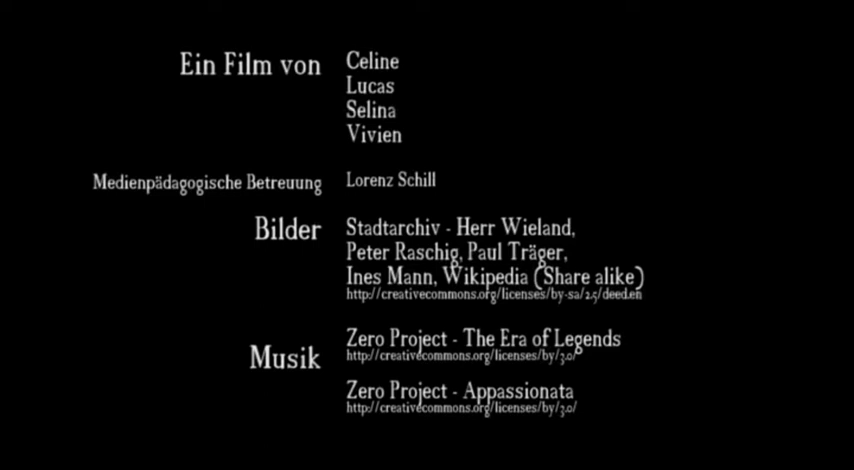 Ein Film von Celine
Lucas
Selina
Vivien
Medienpädagogische Betreuung Lorenz Schill
Bilder Stadtarchiv - Herr Wieland,
Peter Raschig, Paul Träger,
Ines Mann, Wikipedia (Share alike)
http://creativecommons.org/licenses/by-sa/2.5/deed.en
Musik
Zero Project - The Era of Legends
http://creativecommons.org/licenses/by/3.0/
Zero Project - Appassionata
http://creativecommons.org/licenses/by/3.0/